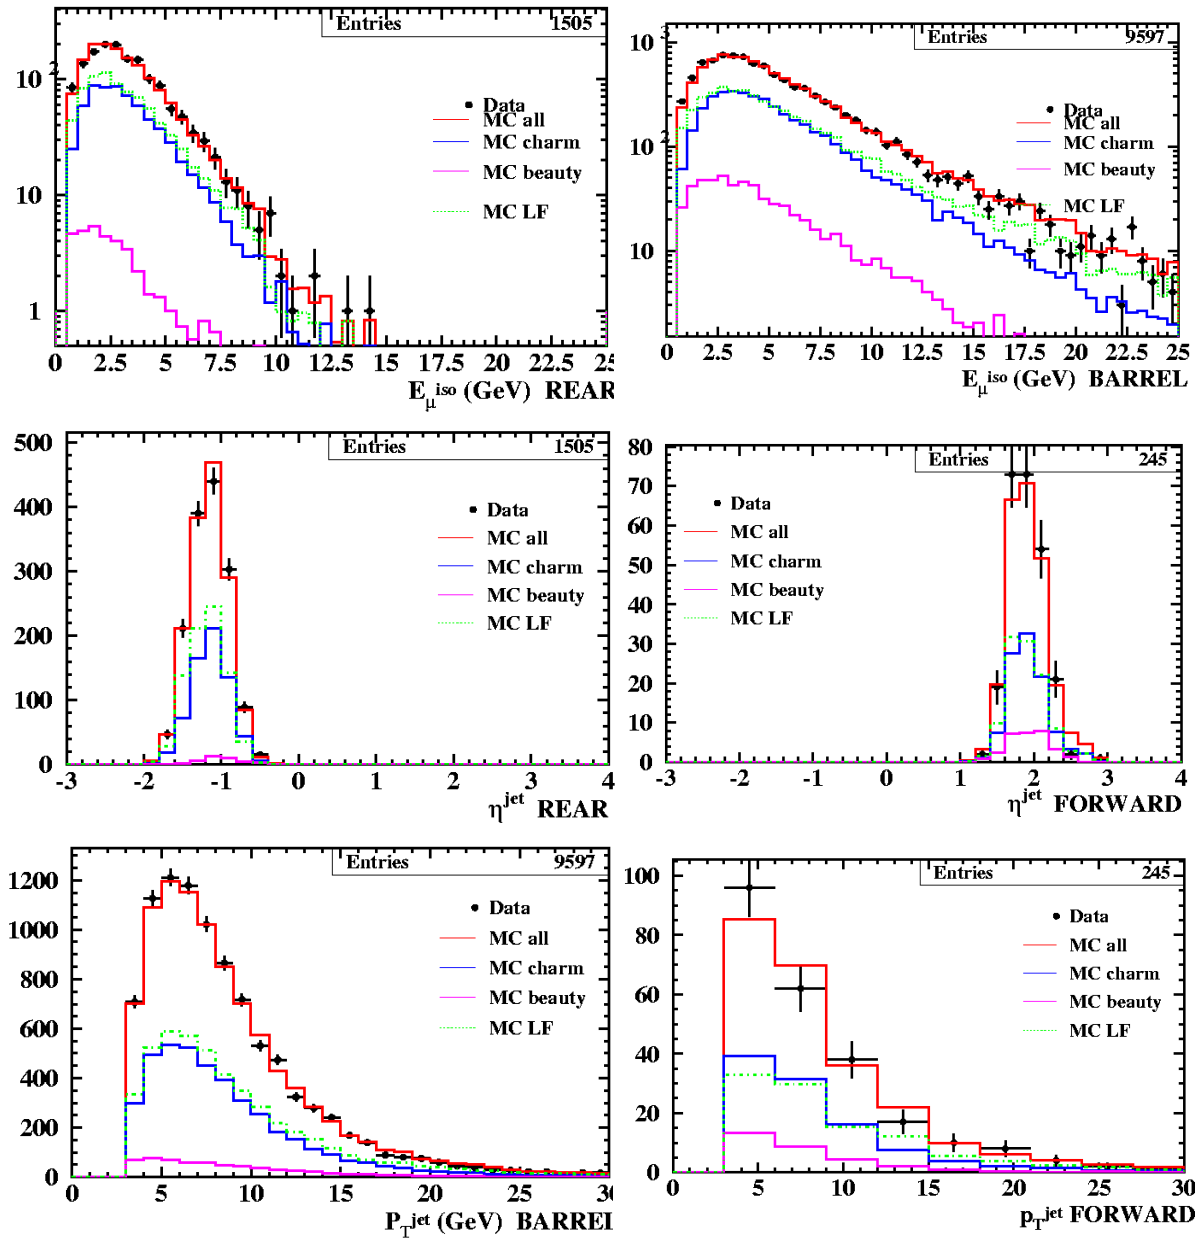 Entries 1505
10²
10
1
Data
MC all
MC charm
MC beauty
MC LF
0 2.5 5 7.5 10 12.5 15 17.5 20 22.5 25
E_μ^iso (GeV) REAR
Entries 9597
3
10
10²
10
Data
MC all
MC charm
MC beauty
MC LF
0 2.5 5 7.5 10 12.5 15 17.5 20 22.5 25
E_μ^iso (GeV) BARREL
Entries 1505
500
400
300
200
100
0
Data
MC all
MC charm
MC beauty
MC LF
-3 -2 -1 0 1 2 3 4
η^jet REAR
Entries 245
80
70
60
50
40
30
20
10
0
Data
MC all
MC charm
MC beauty
MC LF
-3 -2 -1 0 1 2 3 4
η^jet FORWARD
Entries 9597
1200
1000
800
600
400
200
0
Data
MC all
MC charm
MC beauty
MC LF
0 5 10 15 20 25 30
P_T^jet (GeV) BARREL
Entries 245
100
80
60
40
20
0
Data
MC all
MC charm
MC beauty
MC LF
0 5 10 15 20 25 30
p_T^jet FORWARD